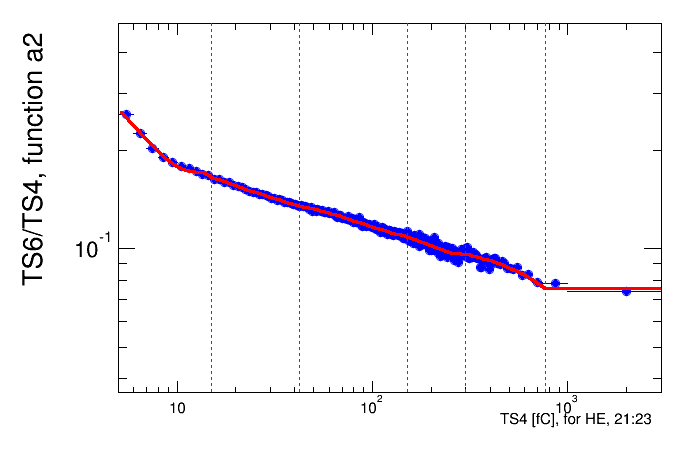 TS6/TS4, function a2
10⁻¹
10
10²
10³
TS4 [fC], for HE, 21:23